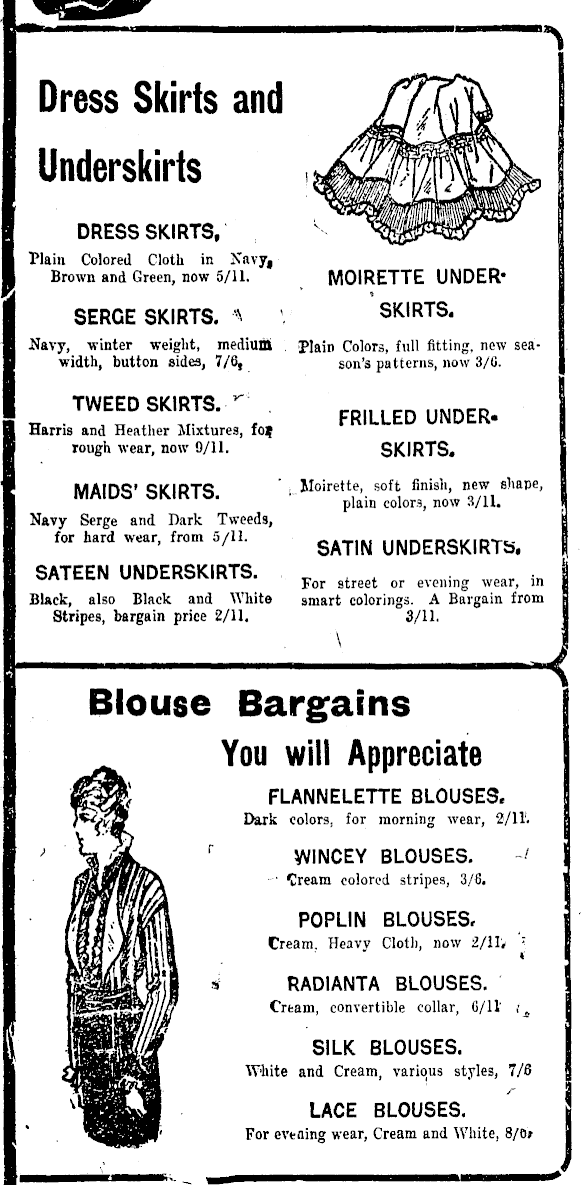 Dress Skirts and
Underskirts
DRESS SKIRTS,
Plain Colored Cloth in Navy,
Brown and Green, now 5/11.
SERGE SKIRTS.
Navy, winter weight, medium
width, button sides, 7/6,
TWEED SKIRTS.
Harris and Heather Mixtures, for
rough wear, now 9/11.
MAIDS' SKIRTS.
Navy Serge and Dark Tweeds,
for hard wear, from 5/11.
SATEEN UNDERSKIRTS.
Black, also Black and White
Stripes, bargain price 2/11.
MOIRETTE UNDER-
SKIRTS.
Plain Colors, full fitting, new sea-
son's patterns, now 3/6.
FRILLED UNDER-
SKIRTS.
Moirette, soft finish, new shape,
plain colors, now 3/11.
SATIN UNDERSKIRTS.
For street or evening wear, in
smart colorings. A Bargain from
3/11.
Blouse Bargains
You will Appreciate
FLANNELETTE BLOUSES.
Dark colors, for morning wear, 2/11.
WINCEY BLOUSES.
Cream colored stripes, 3/6.
POPLIN BLOUSES.
Cream, Heavy Cloth, now 2/11,
RADIANTA BLOUSES.
Cream, convertible collar, 6/11
SILK BLOUSES.
White and Cream, various styles, 7/6
LACE BLOUSES.
For evening wear, Cream and White,